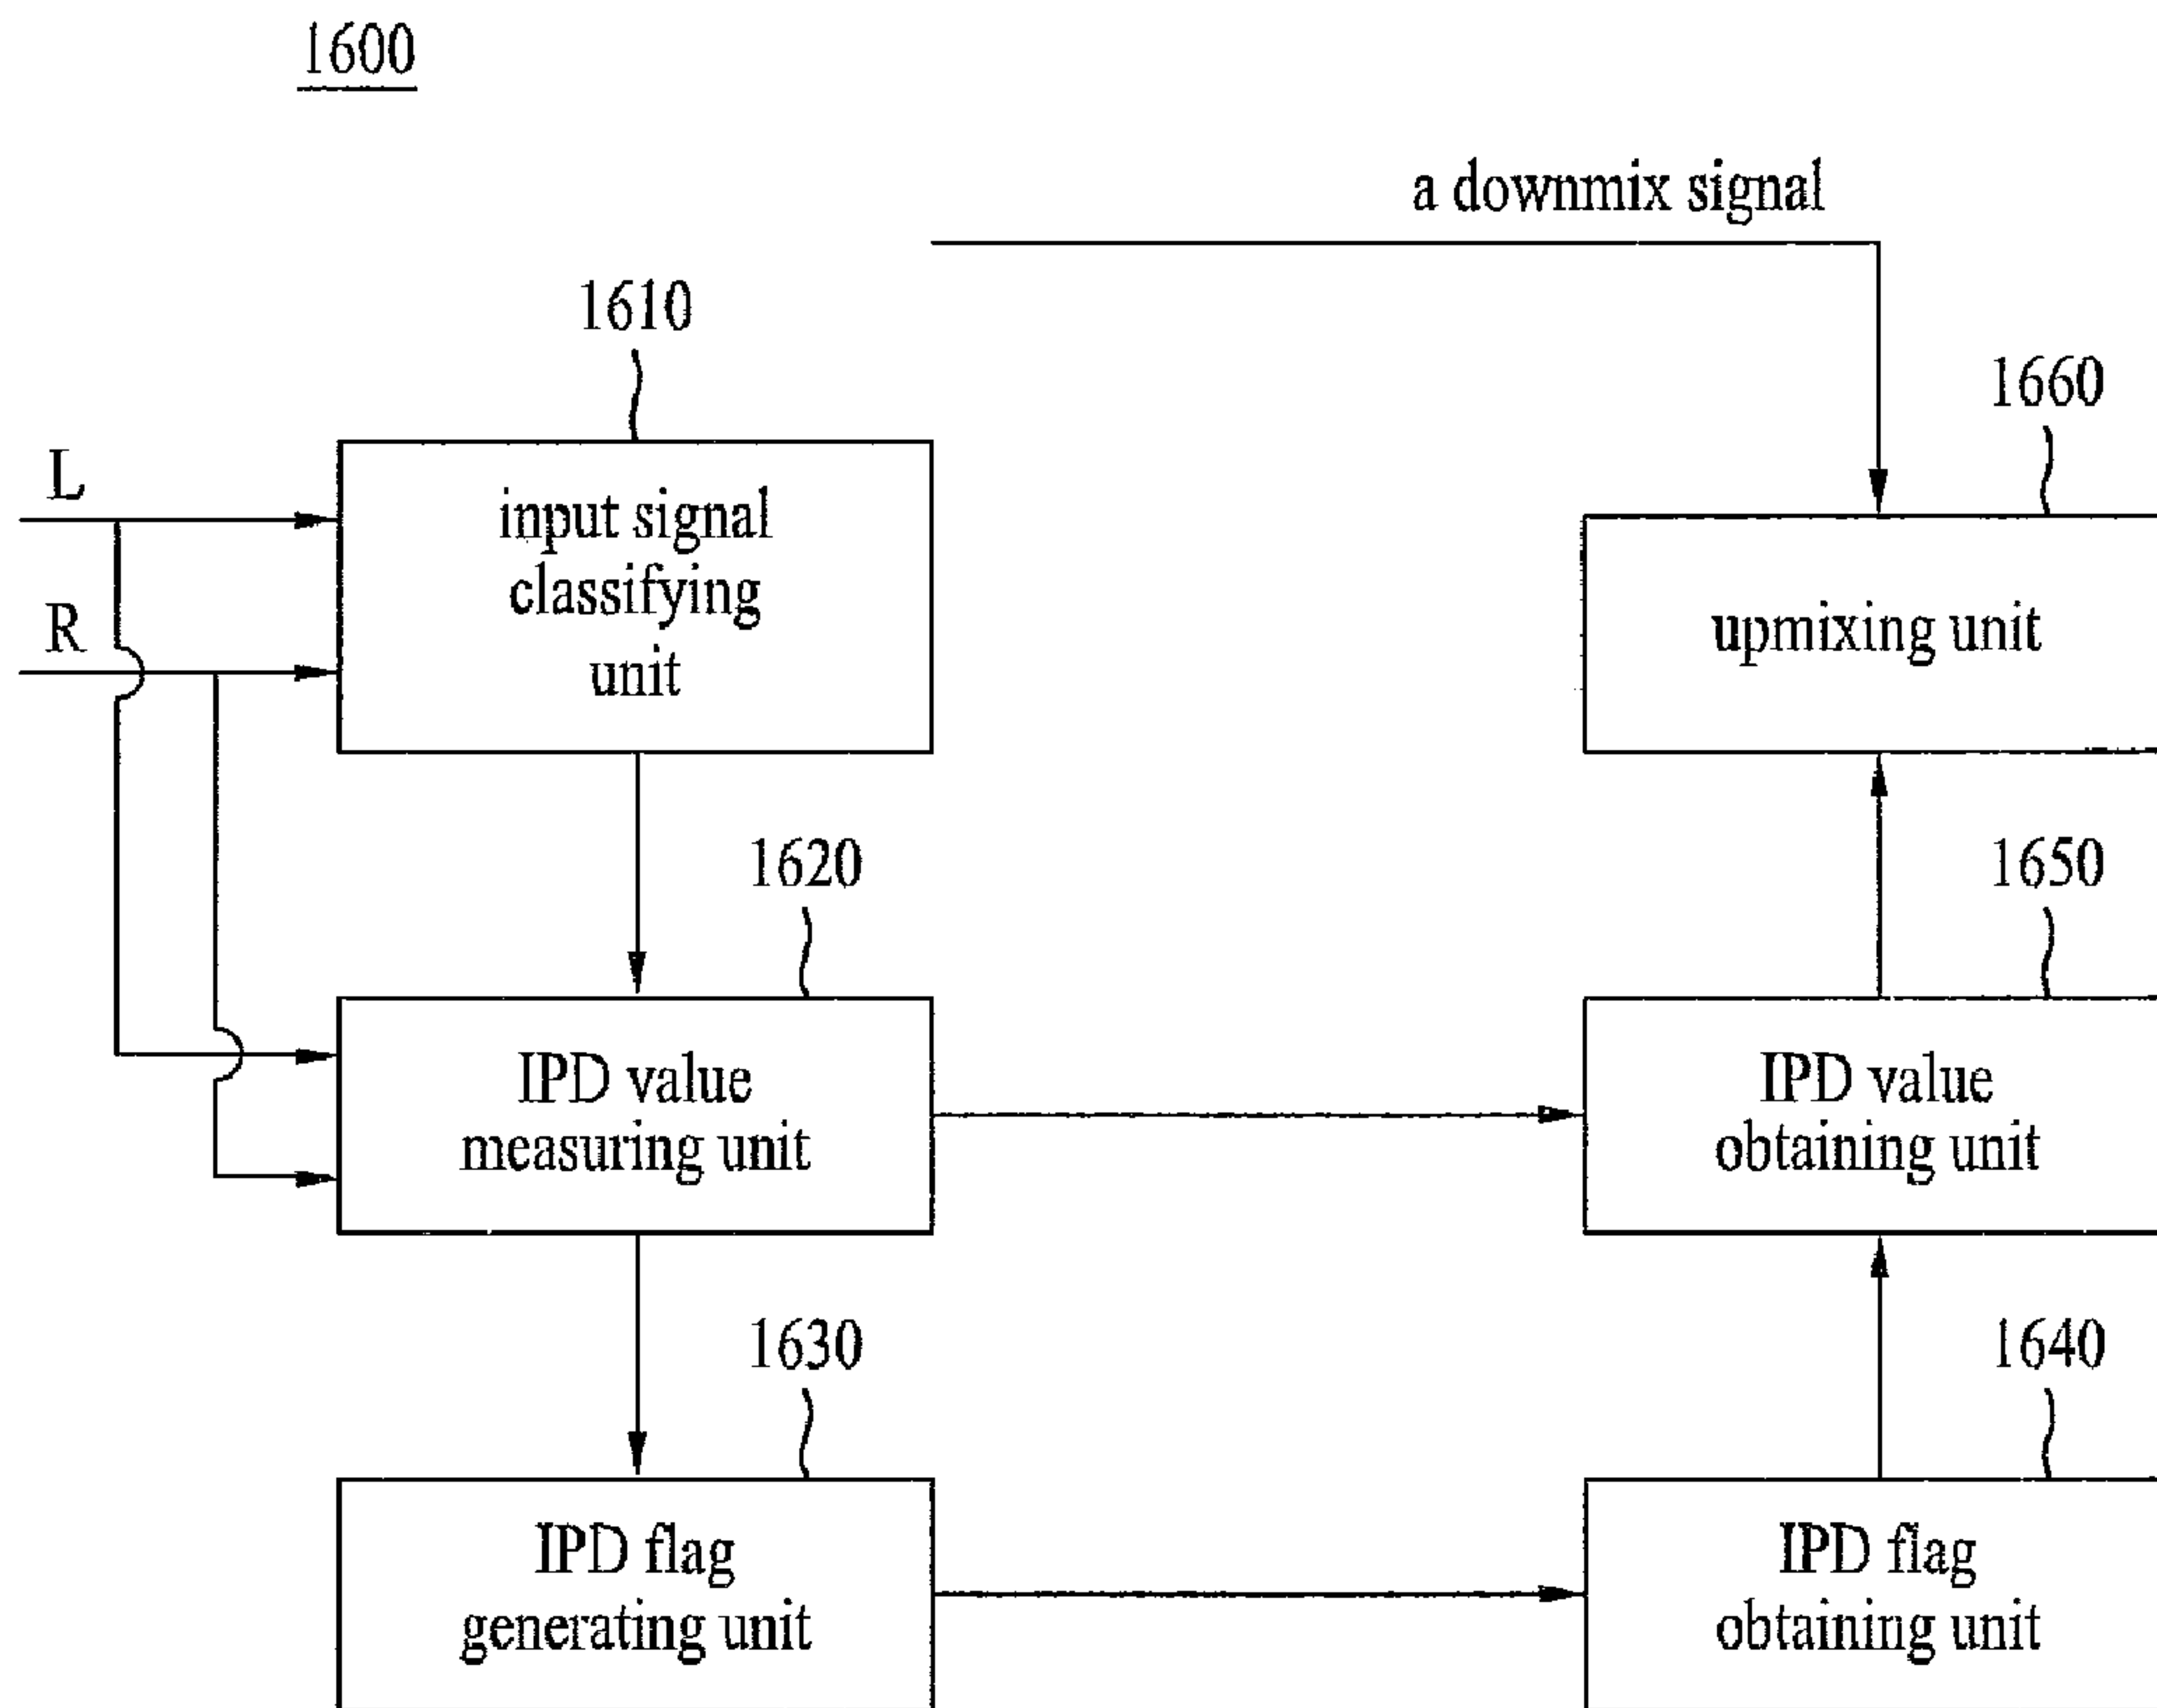 1600
a downmix signal
1610
1660
L
R
input signal
classifying
unit
upmixing unit
1620
1650
IPD value
measuring unit
IPD value
obtaining unit
1630
1640
IPD flag
generating unit
IPD flag
obtaining unit